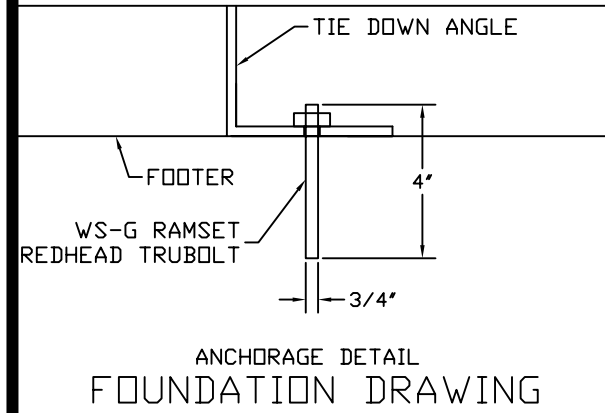 TIE DOWN ANGLE
FOOTER
4"
WS-G RAMSET
REDHEAD TRUBOLT
3/4"
ANCHORAGE DETAIL
FOUNDATION DRAWING